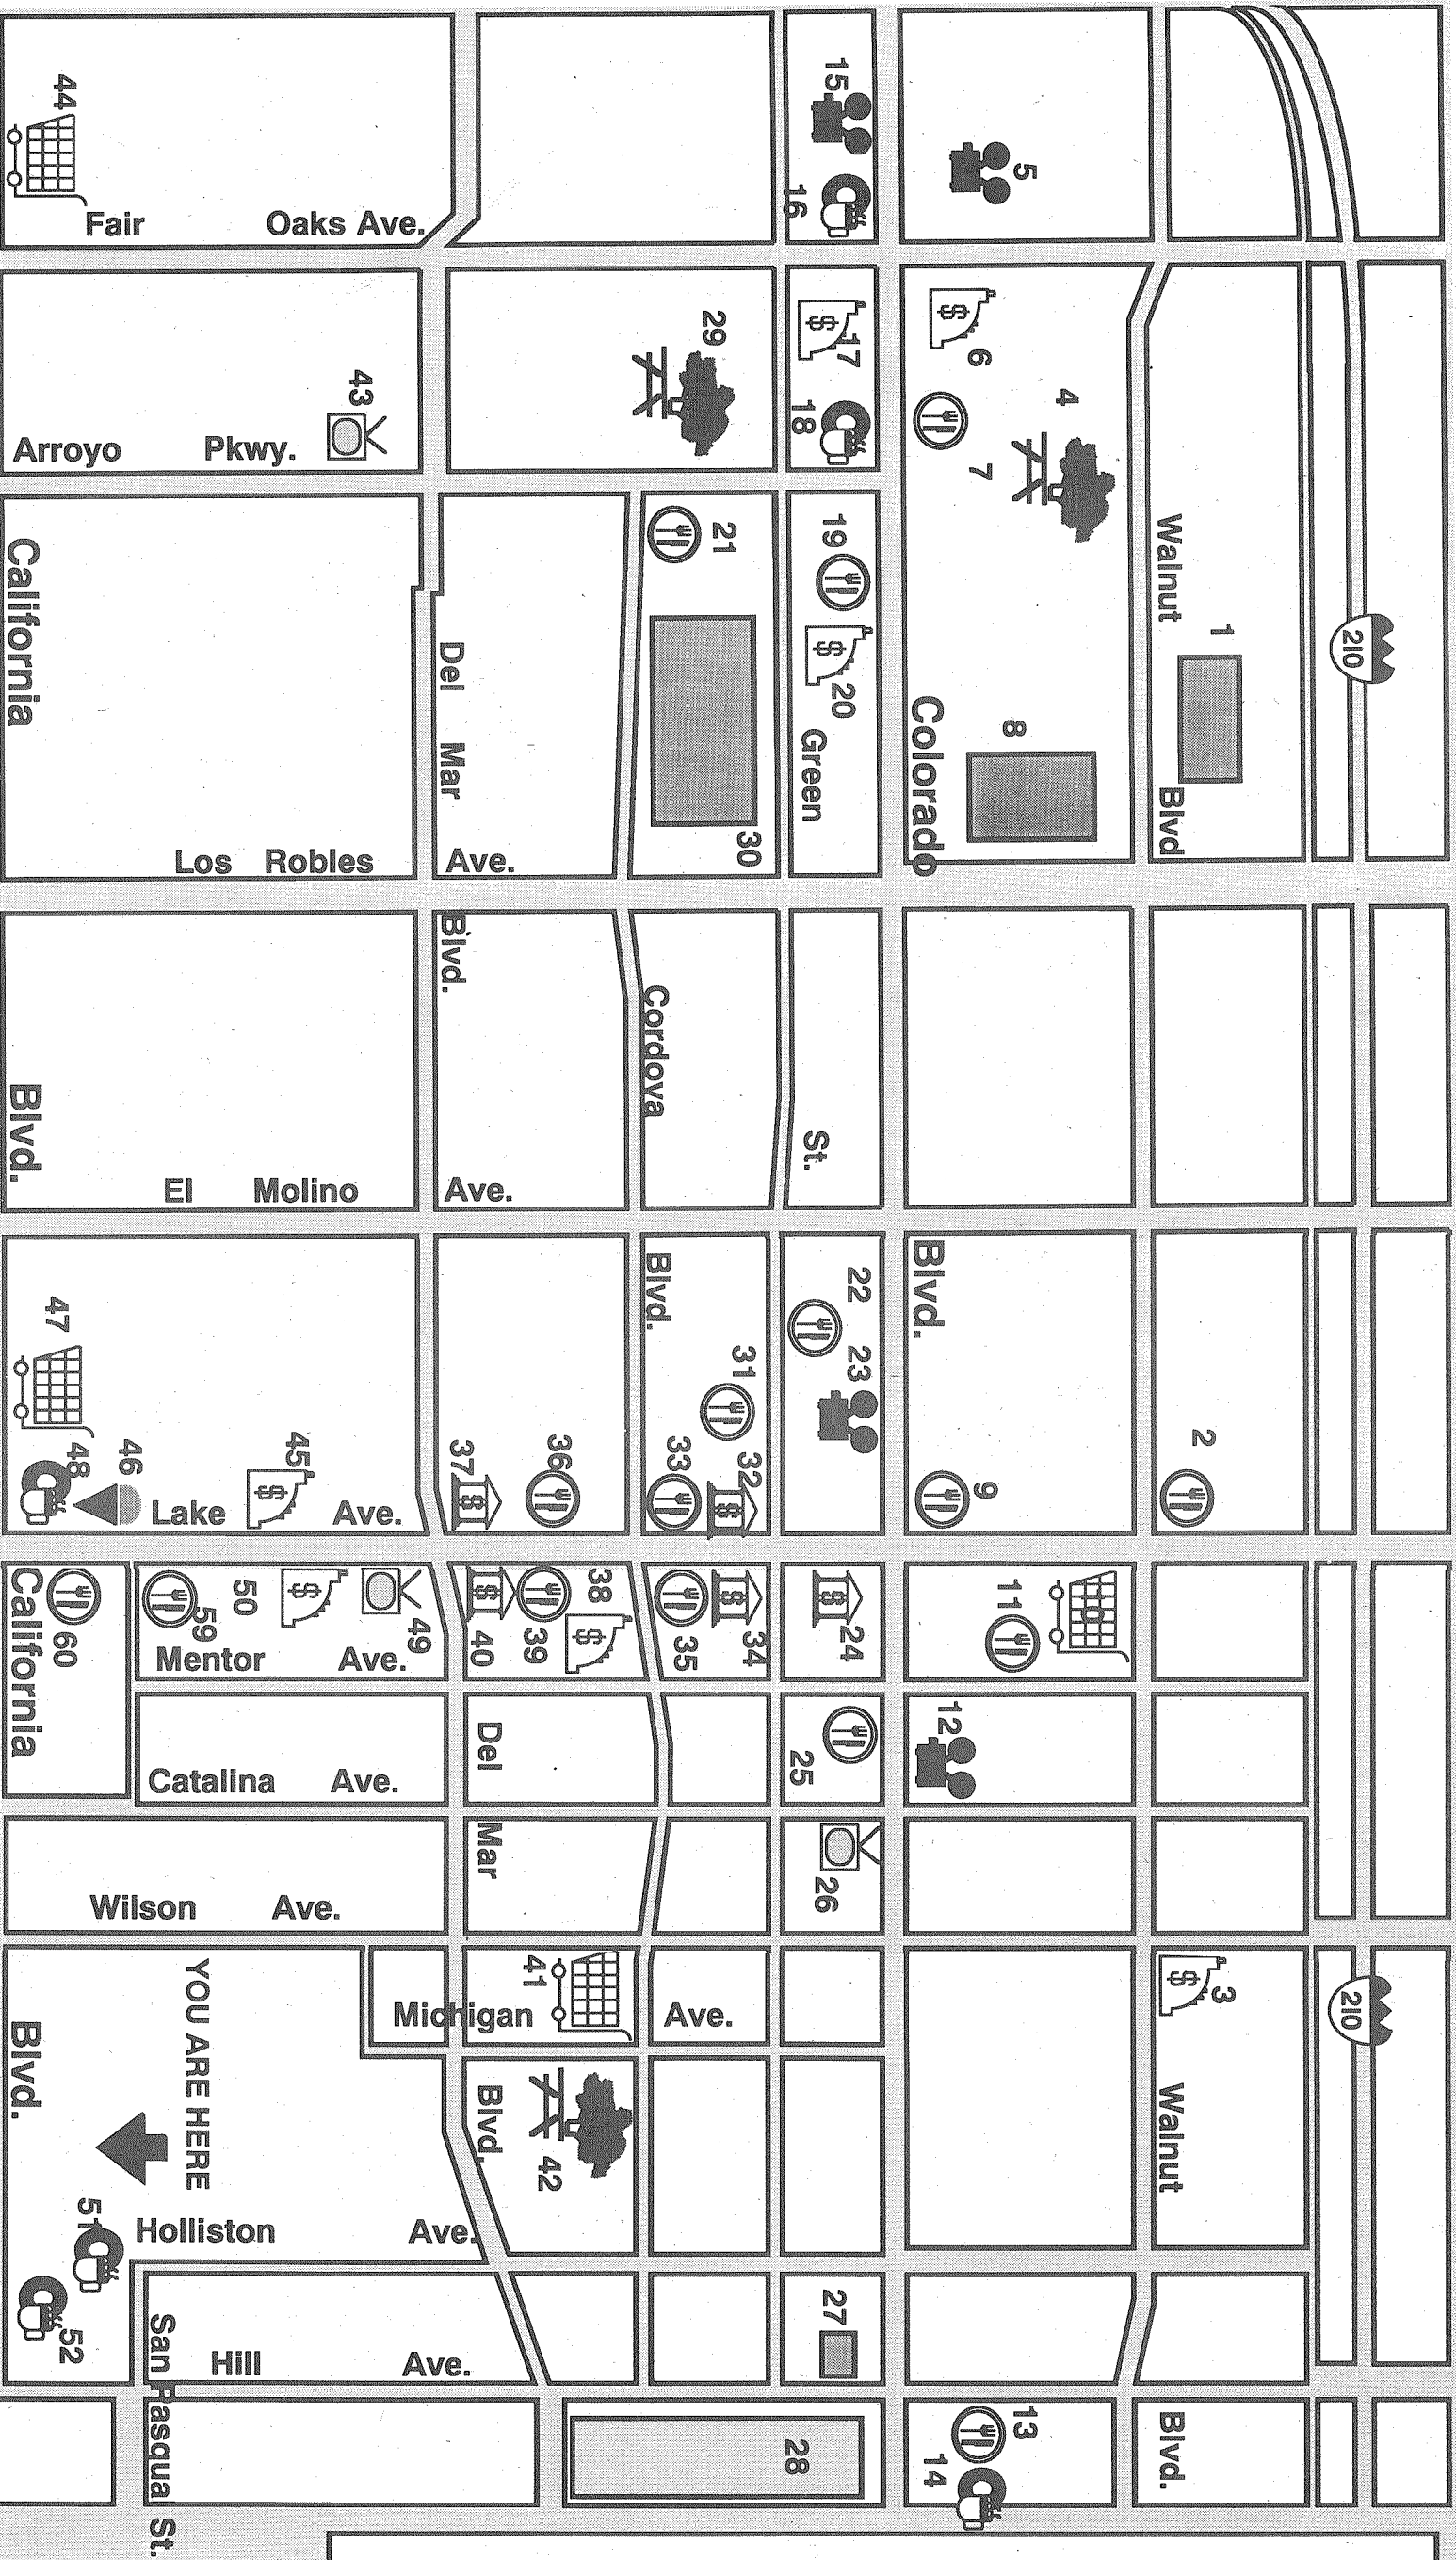 210
210
1
2
3
Walnut
Blvd
Walnut
Blvd.
4
5
6
7
8
9
10
11
12
13
14
Colorado
Blvd.
15
16
17
18
19
20
22
23
24
25
26
27
28
Green
St.
29
21
30
31
32
33
34
35
Cordova
Blvd.
36
37
38
39
40
41
42
Del Mar
Blvd.
Del
Mar
Blvd.
43
44
45
46
47
48
49
50
59
60
51
52
YOU ARE HERE
San Pasqua St.
California
Blvd.
California
Blvd.
Fair Oaks Ave.
Arroyo Pkwy.
Los Robles Ave.
El Molino Ave.
Lake Ave.
Mentor Ave.
Catalina Ave.
Wilson Ave.
Michigan Ave.
Holliston Ave.
Hill Ave.